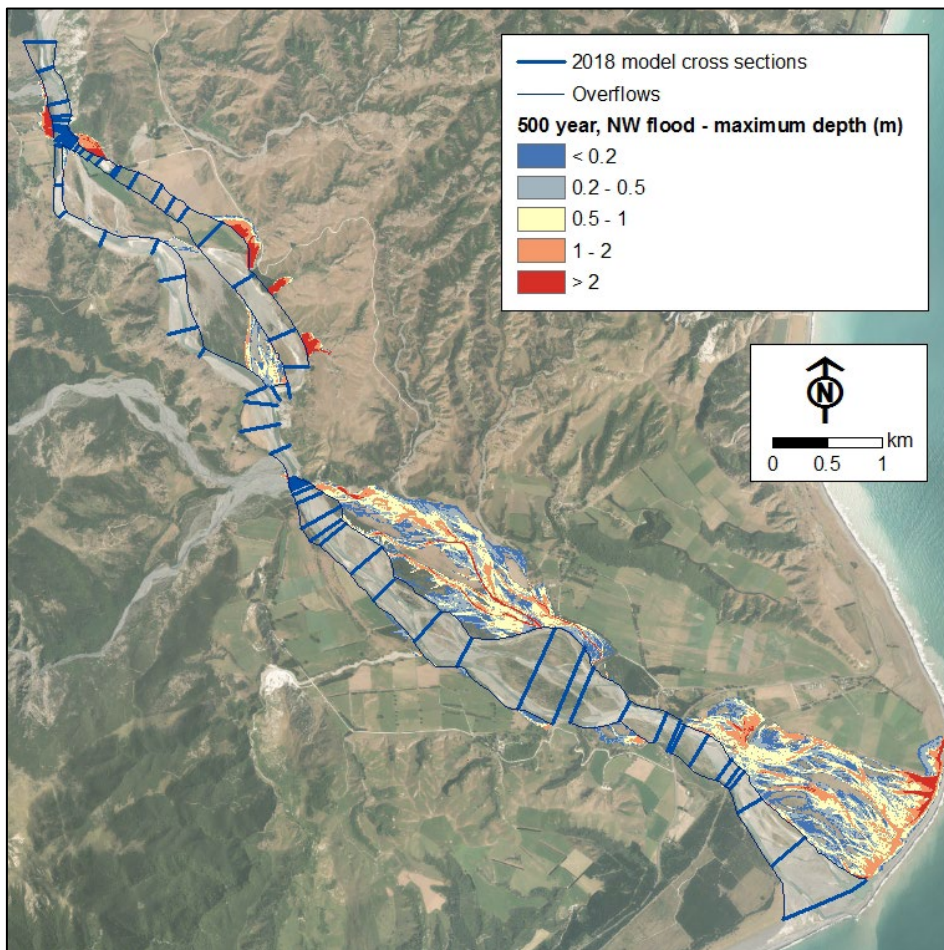 2018 model cross sections
Overflows
500 year, NW flood - maximum depth (m)
< 0.2
0.2 - 0.5
0.5 - 1
1 - 2
> 2
N
km
0 0.5 1